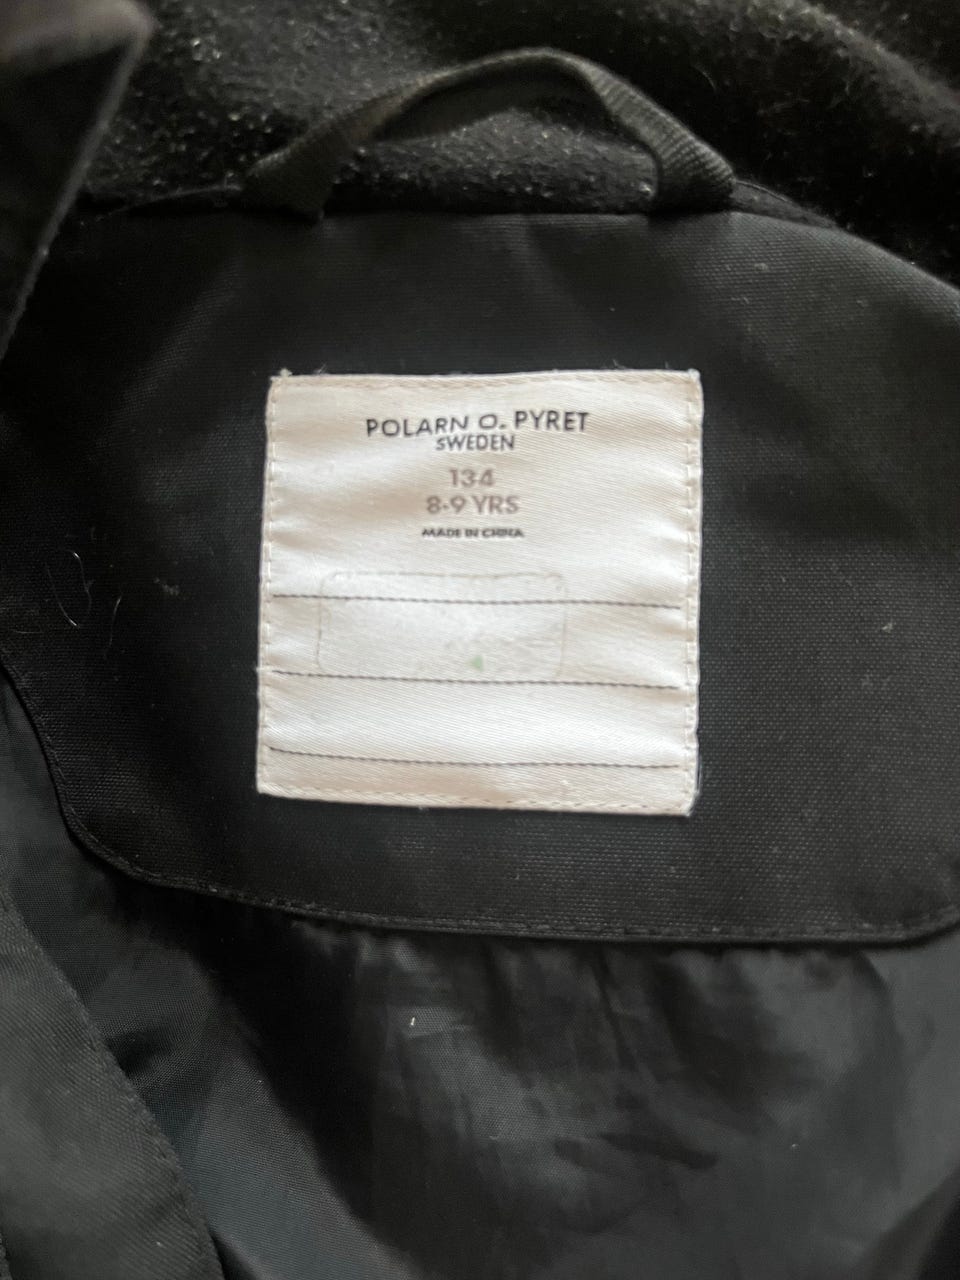 POLARN O. PYRET
SWEDEN
134
8-9 YRS
MADE IN CHINA